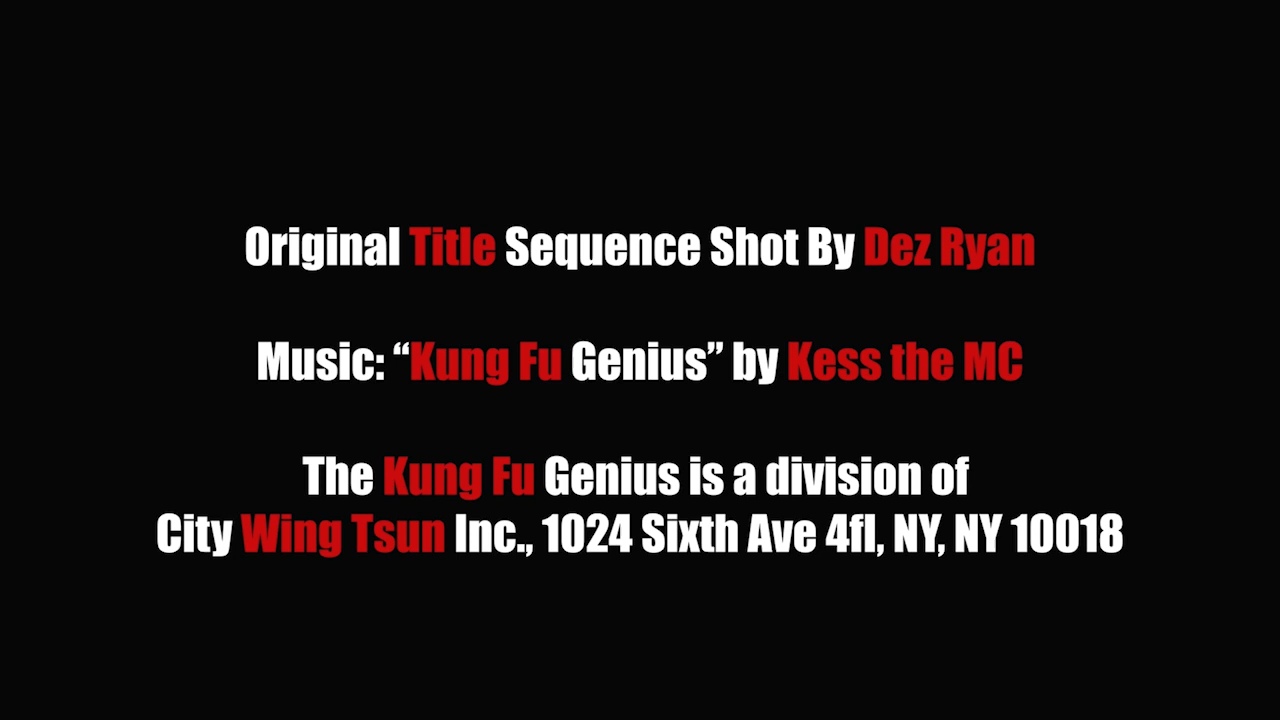 Original Title Sequence Shot By Dez Ryan
Music: “Kung Fu Genius” by Kess the MC
The Kung Fu Genius is a division of
City Wing Tsun Inc., 1024 Sixth Ave 4fl, NY, NY 10018